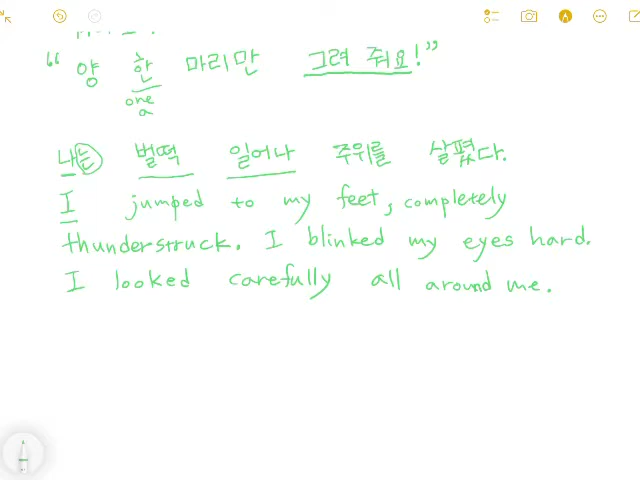 “양 한 마리만 그려 줘요!”
one
a
나는 벌떡 일어나 주위를 살폈다.
I jumped to my feet, completely
thunderstruck. I blinked my eyes hard.
I looked carefully all around me.